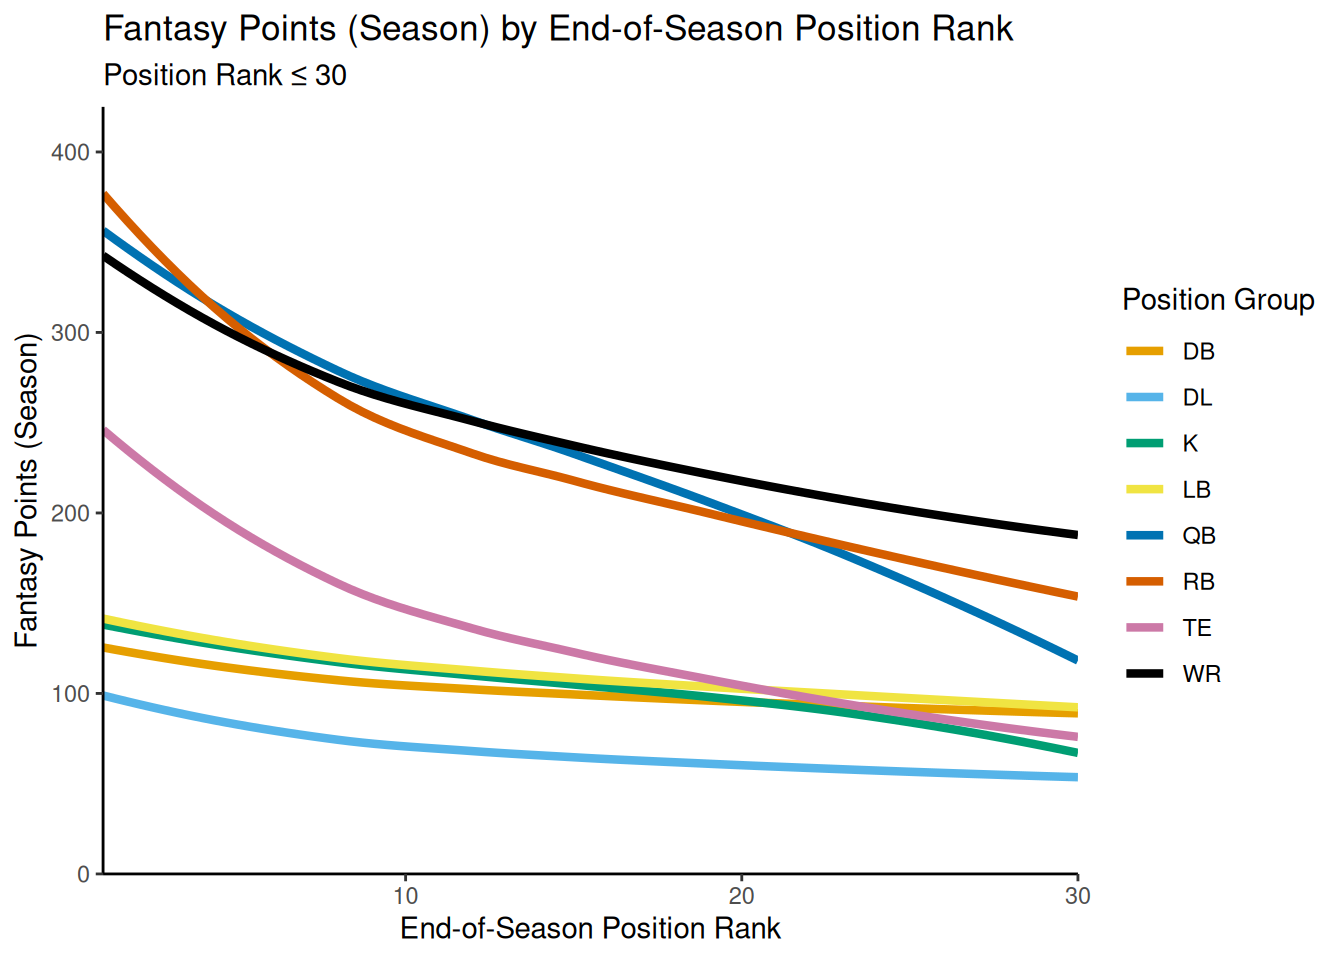 Fantasy Points (Season) by End-of-Season Position Rank
Position Rank ≤ 30
Fantasy Points (Season)
400
300
200
100
0
10
20
30
End-of-Season Position Rank
Position Group
DB
DL
K
LB
QB
RB
TE
WR